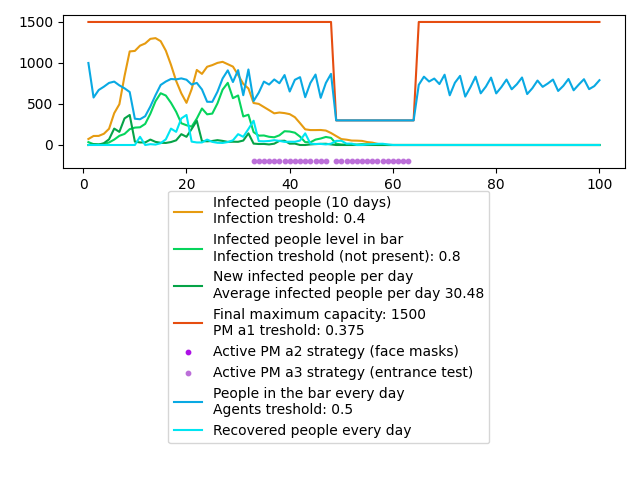 1500
1000
500
0
0
20
40
60
80
100
Infected people (10 days)
Infection treshold: 0.4
Infected people level in bar
Infection treshold (not present): 0.8
New infected people per day
Average infected people per day 30.48
Final maximum capacity: 1500
PM a1 treshold: 0.375
Active PM a2 strategy (face masks)
Active PM a3 strategy (entrance test)
People in the bar every day
Agents treshold: 0.5
Recovered people every day